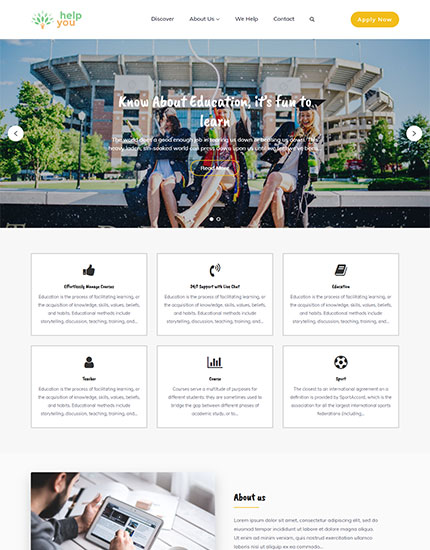 help
you
Discover
About Us
We Help
Contact
Apply Now
Know About Education, it's fun to
learn
The world does a good enough job in tearing us down or beating us down. This
heavy laden, sin-soaked world can press down upon us until we feel we've been...
Read More
Effortlessly Manage Courses
Education is the process of facilitating learning, or
the acquisition of knowledge, skills, values, beliefs,
and habits. Educational methods include
storytelling, discussion, teaching, training, and...
24/7 Support with Live Chat
Education is the process of facilitating learning, or
the acquisition of knowledge, skills, values, beliefs,
and habits. Educational methods include
storytelling, discussion, teaching, training, and...
Education
Education is the process of facilitating learning, or
the acquisition of knowledge, skills, values, beliefs,
and habits. Educational methods include
storytelling, discussion, teaching, training, and...
Teacher
Education is the process of facilitating learning, or
the acquisition of knowledge, skills, values, beliefs,
and habits. Educational methods include
storytelling, discussion, teaching, training, and...
Course
Courses serve a multitude of purposes for
different students: they are sometimes used to
bridge the gap between different phases of
academic study, or to...
Sport
The closest to an international agreement on a
definition is provided by SportAccord, which is the
association for all the largest international sports
federations (including...
About us
Lorem ipsum dolor sit amet, consectetur adipiscing elit, sed do
eiusmod tempor incididunt ut labore et dolore magna aliqua.
Ut enim ad minim veniam, quis nostrud exercitation ullamco
laboris nisi ut aliquip ex ea commodo...